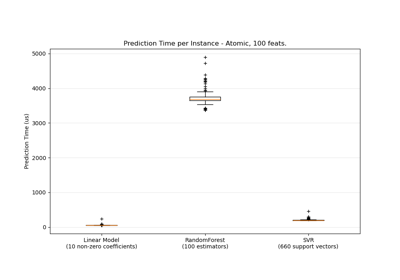 Prediction Time per Instance - Atomic, 100 feats.
5000
4000
3000
2000
1000
0
Prediction Time (us)
Linear Model
(10 non-zero coefficients)
RandomForest
(100 estimators)
SVR
(660 support vectors)